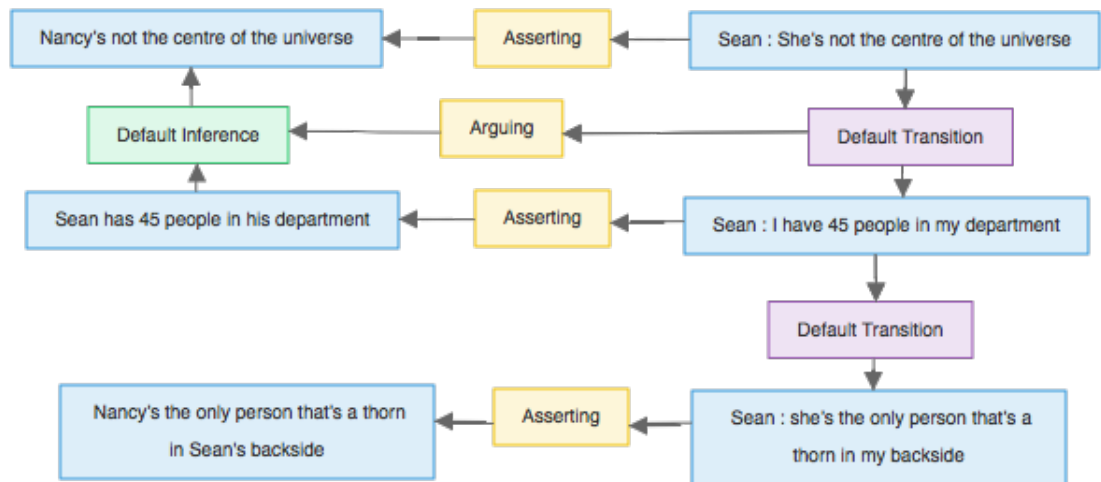 Nancy's not the centre of the universe
Asserting
Sean : She's not the centre of the universe
Default Inference
Arguing
Default Transition
Sean has 45 people in his department
Asserting
Sean : I have 45 people in my department
Default Transition
Nancy's the only person that's a thorn
in Sean's backside
Asserting
Sean : she's the only person that's a
thorn in my backside